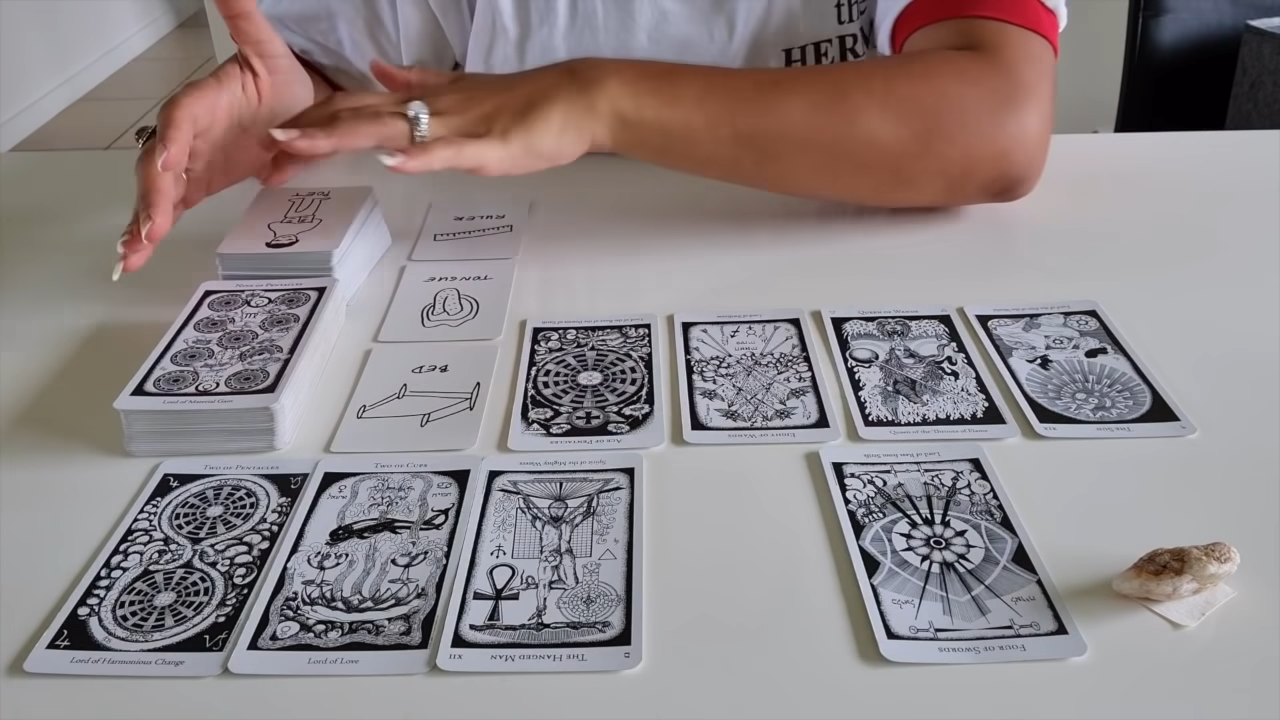 the
HERM
POET
RULER
TONGUE
BED
NINE OF PENTACLES
Lord of Material Gain
ACE OF PENTACLES
EIGHT OF WANDS
QUEEN OF WANDS
Queen of the Thrones of Flame
THE SUN
XIX
TWO OF PENTACLES
Lord of Harmonious Change
TWO OF CUPS
Lord of Love
Spirit of the Mighty Waters
THE HANGED MAN
XII
Lord of Rest from Strife
FOUR OF SWORDS